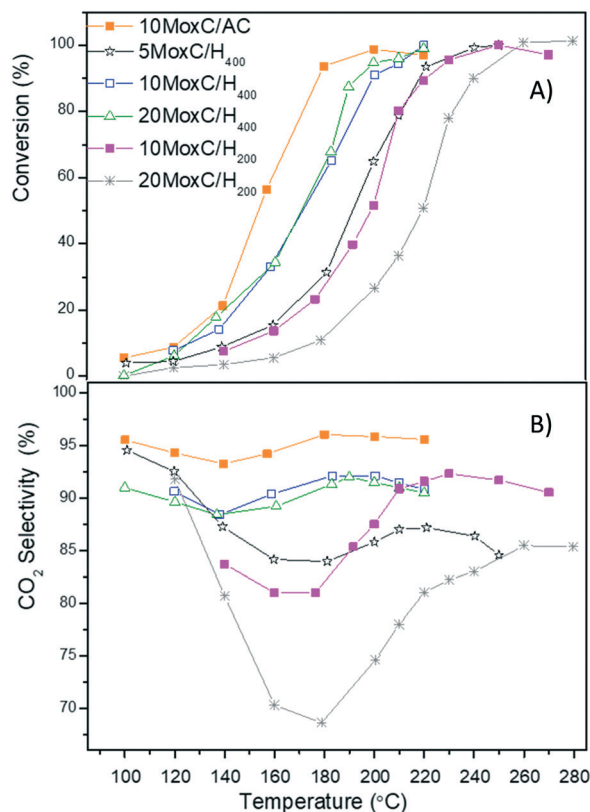 10MoxC/AC
5MoxC/H400
10MoxC/H400
20MoxC/H400
10MoxC/H200
20MoxC/H200
A)
Conversion (%)
100
80
60
40
20
0
B)
CO2 Selectivity (%)
100
95
90
85
80
75
70
100 120 140 160 180 200 220 240 260 280
Temperature (°C)